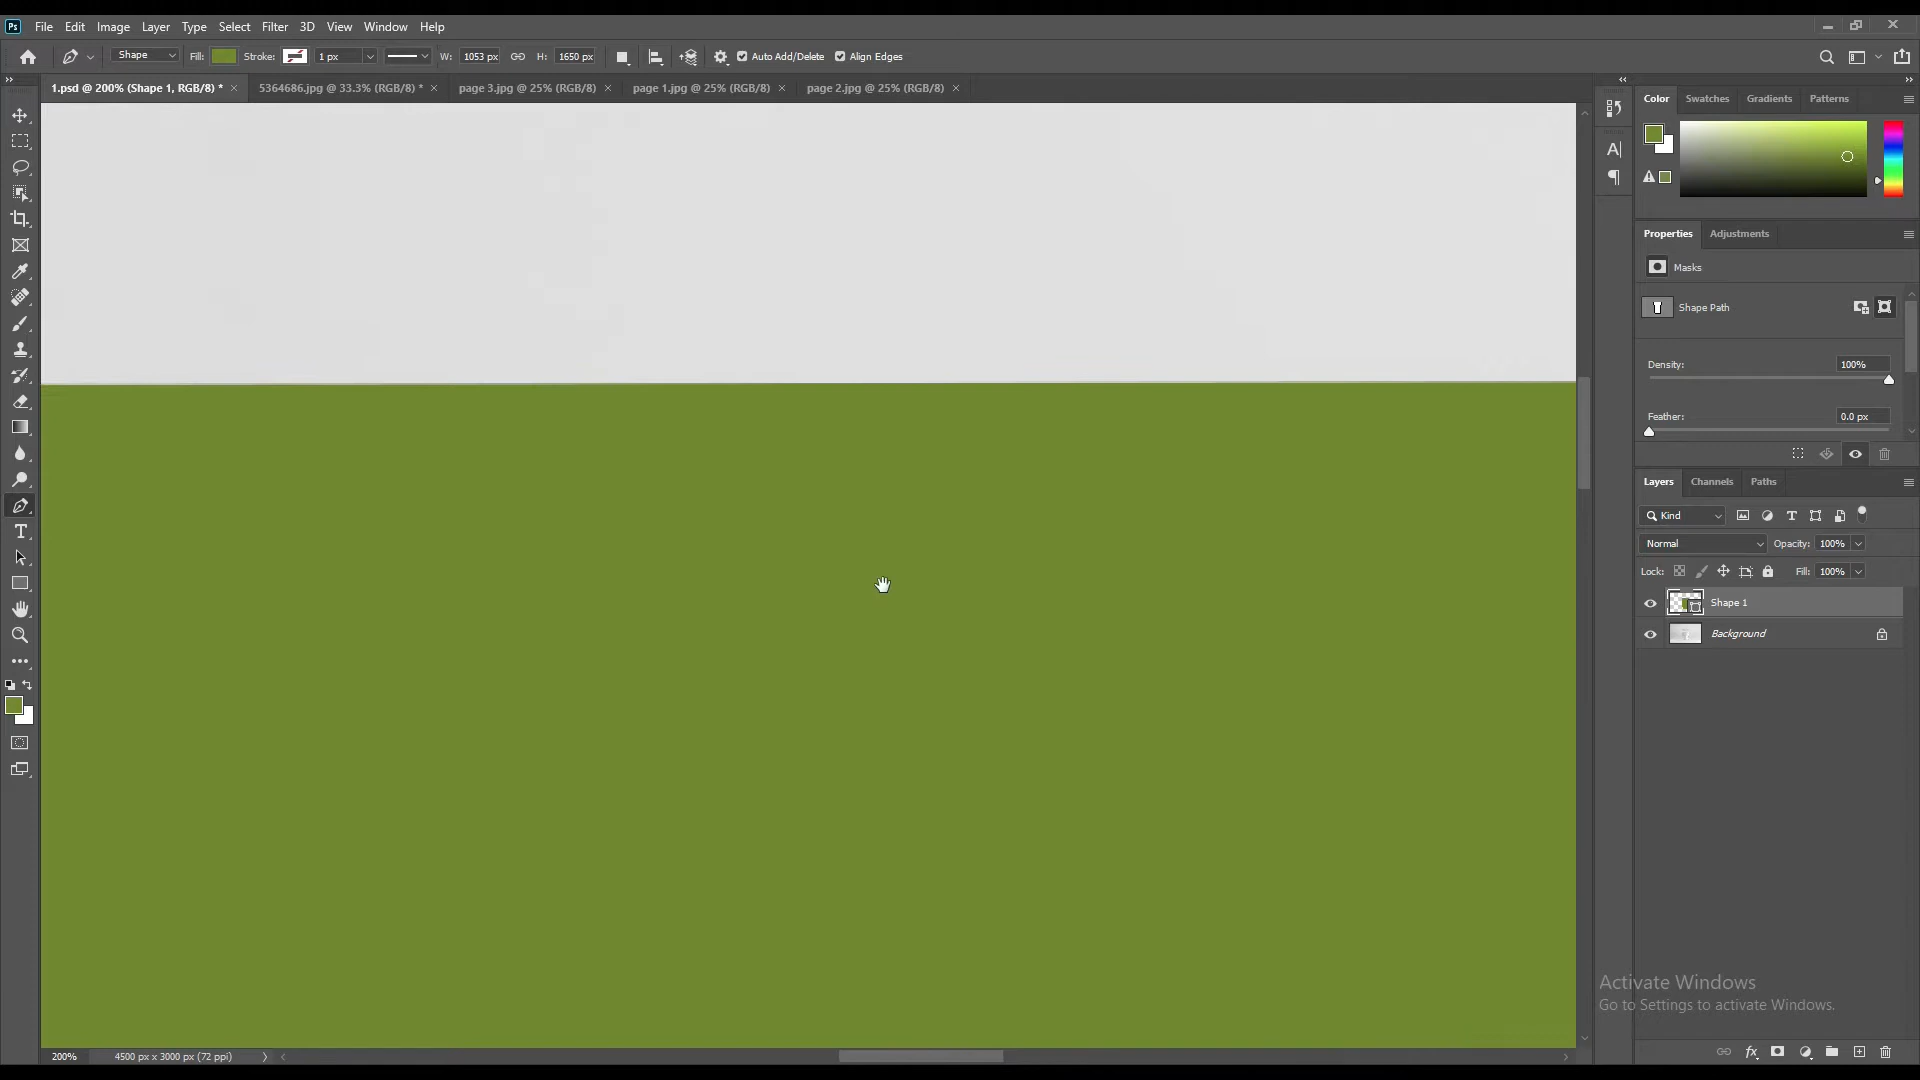 Ps File Edit Image Layer Type Select Filter 3D View Window Help
Shape Fill: Stroke: 1 px W: 1053 px H: 1650 px Auto Add/Delete Align Edges
1.psd @ 200% (Shape 1, RGB/8) * 5364686.jpg @ 33.3% (RGB/8) * page 3.jpg @ 25% (RGB/8) page 1.jpg @ 25% (RGB/8) page 2.jpg @ 25% (RGB/8)
Color Swatches Gradients Patterns
Properties Adjustments
Masks
Shape Path
Density: 100%
Feather: 0.0 px
Layers Channels Paths
Kind
Normal Opacity: 100%
Lock: Fill: 100%
Shape 1
Background
Activate Windows
Go to Settings to activate Windows.
200% 4500 px x 3000 px (72 ppi)